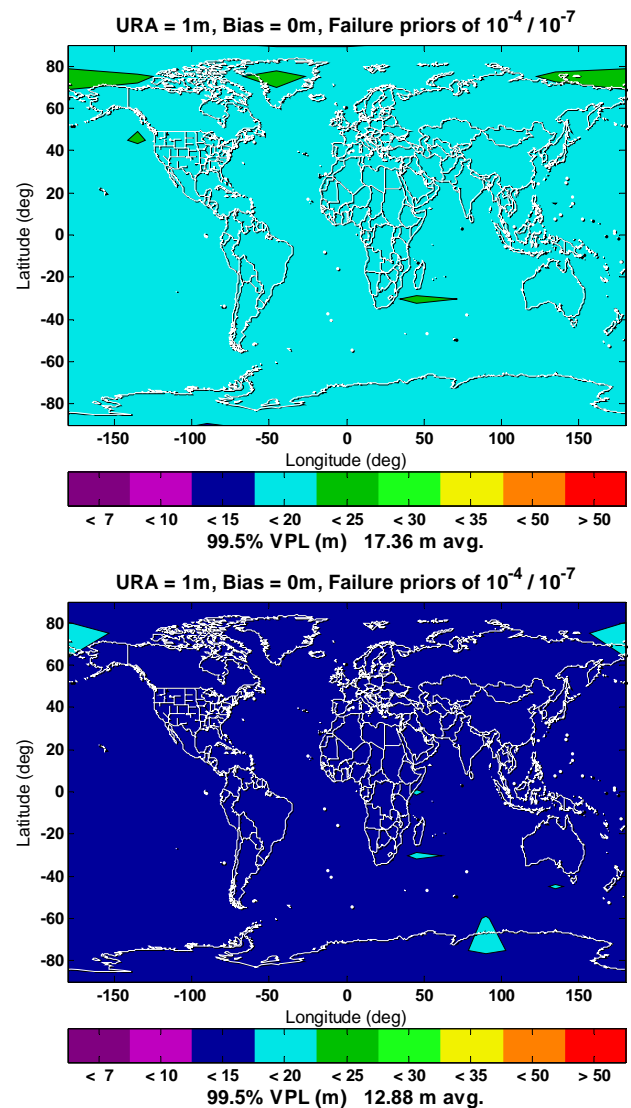 URA = 1m, Bias = 0m, Failure priors of 10^-4 / 10^-7
80
60
40
20
0
-20
-40
-60
-80
Latitude (deg)
-150 -100 -50 0 50 100 150
Longitude (deg)
< 7 < 10 < 15 < 20 < 25 < 30 < 35 < 50 > 50
99.5% VPL (m) 17.36 m avg.
URA = 1m, Bias = 0m, Failure priors of 10^-4 / 10^-7
80
60
40
20
0
-20
-40
-60
-80
Latitude (deg)
-150 -100 -50 0 50 100 150
Longitude (deg)
< 7 < 10 < 15 < 20 < 25 < 30 < 35 < 50 > 50
99.5% VPL (m) 12.88 m avg.